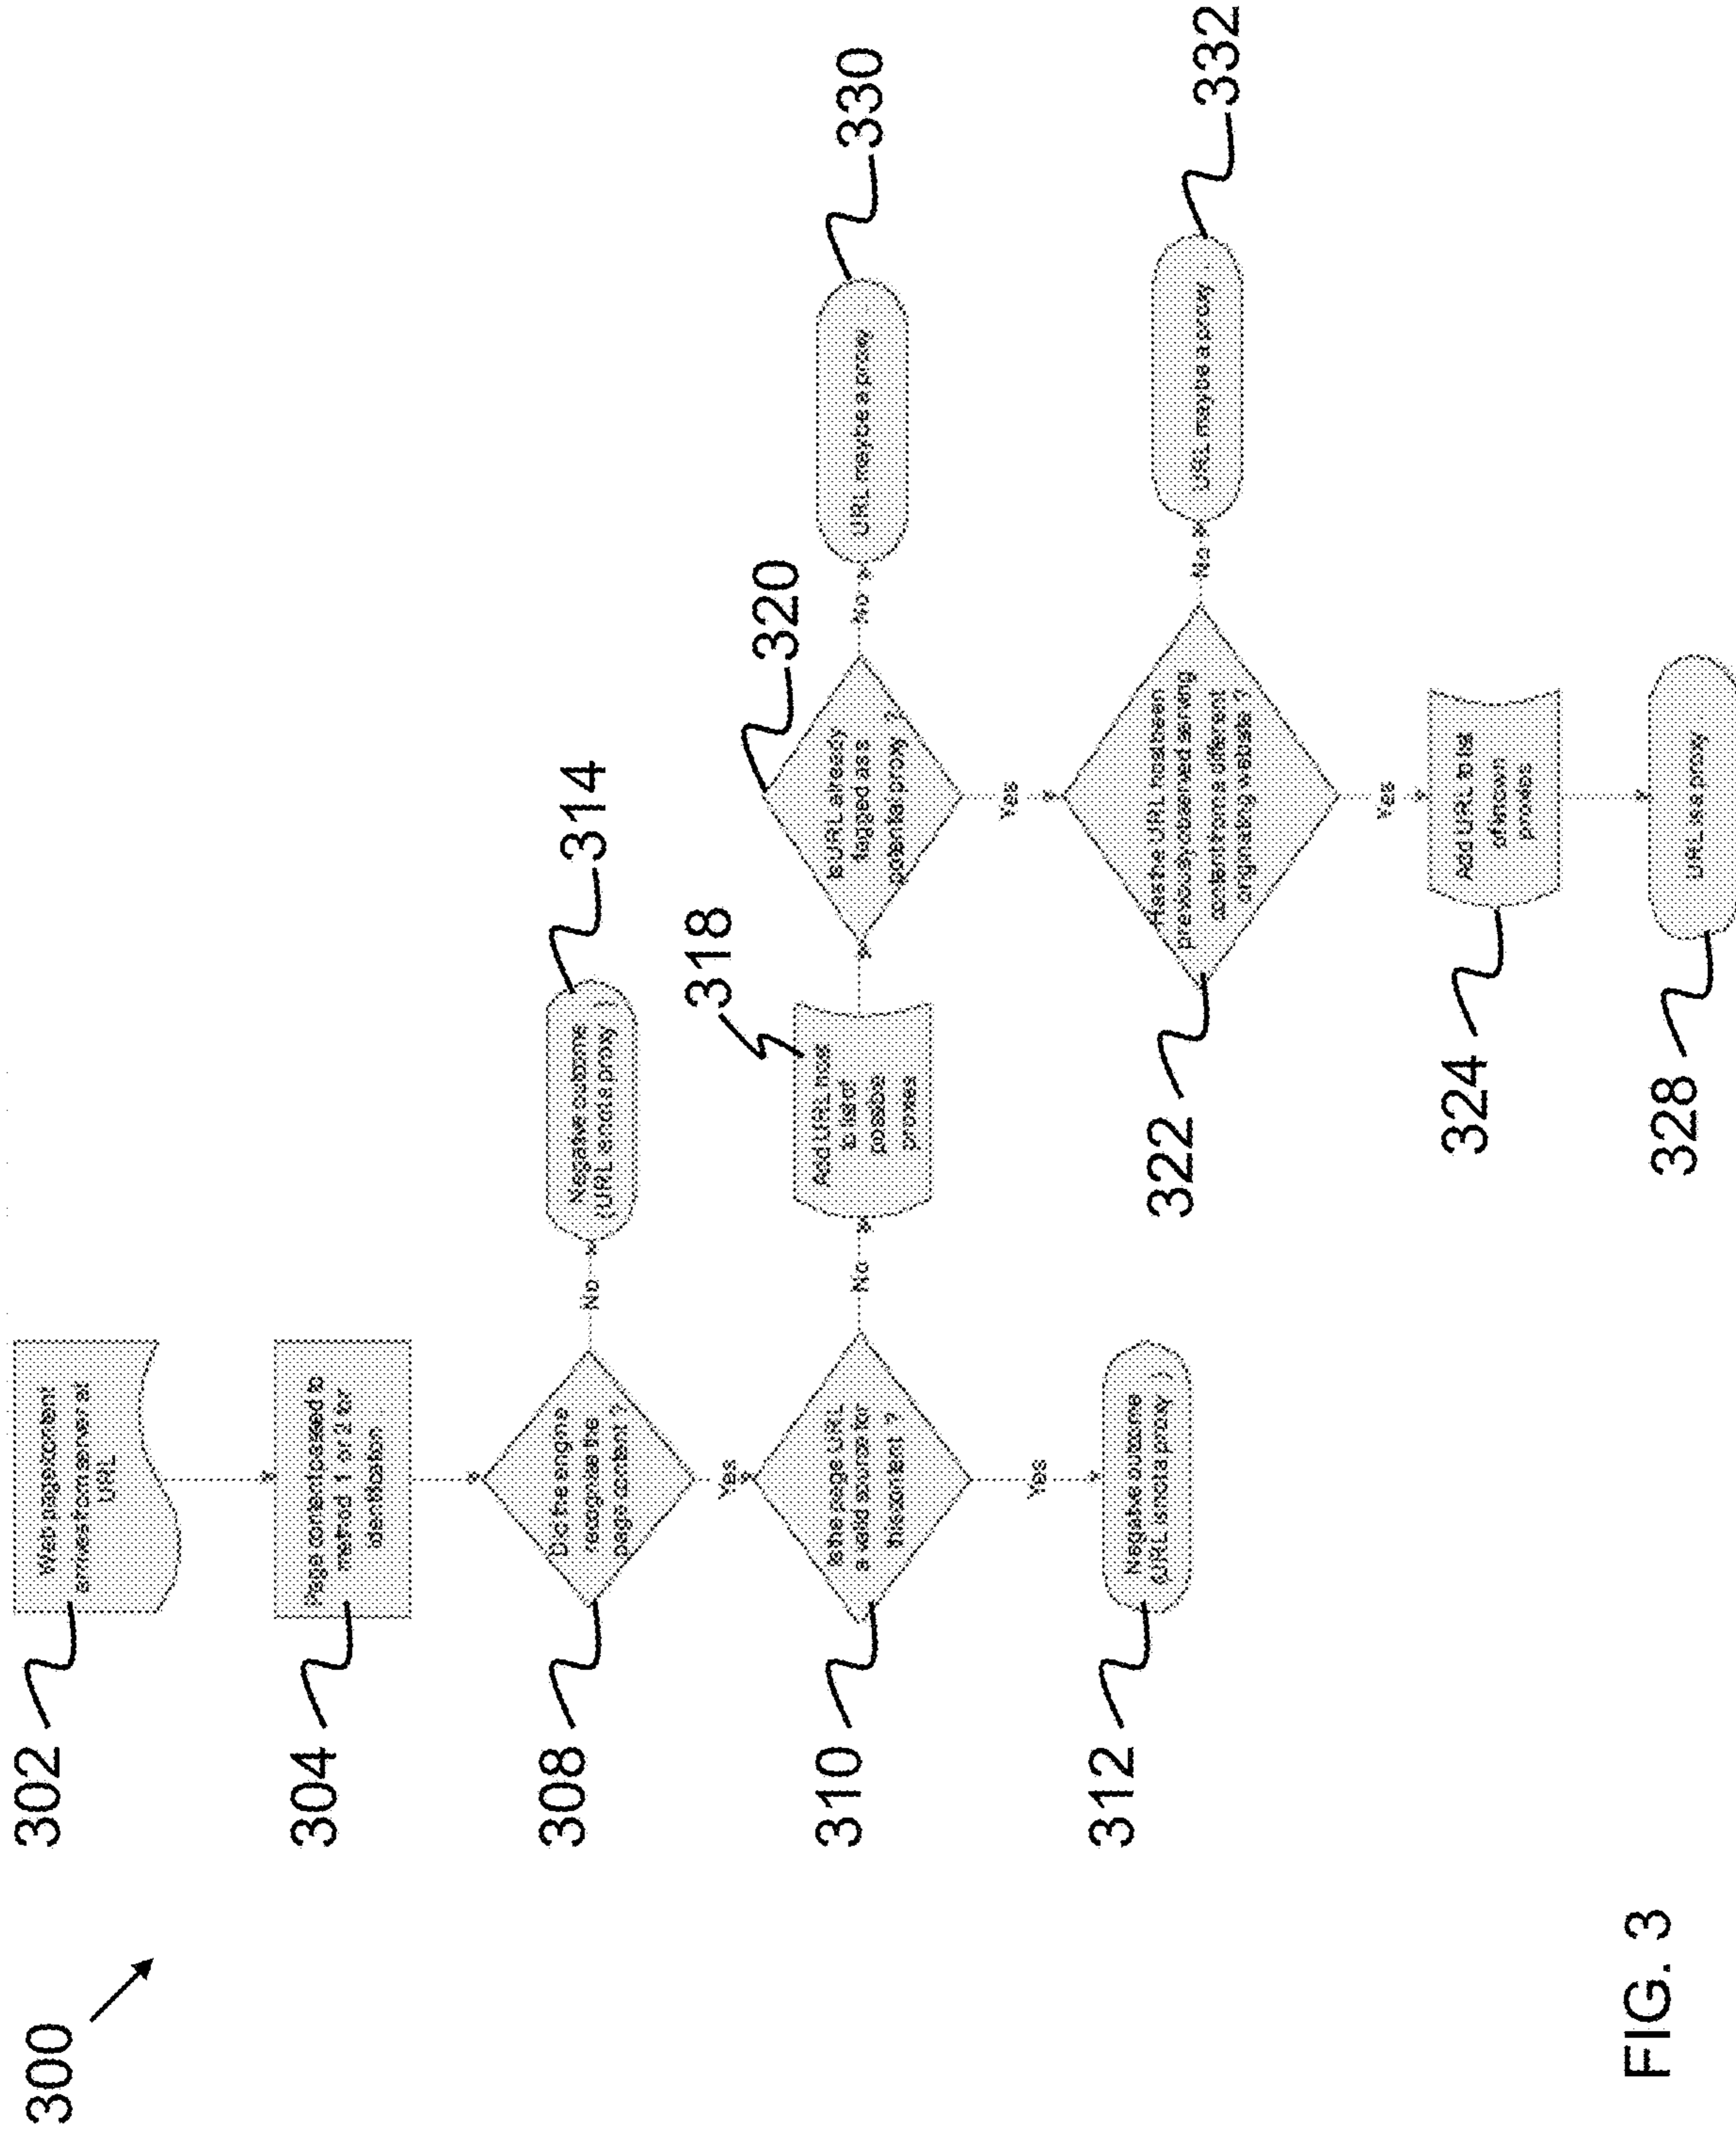 300
302
Web page content
arrives from server at
URL
304
Page content passed to
method 1 or 2 for
identification
308
Did the engine
recognise the
page content ?
No
314
Negative outcome
(URL is not a proxy )
Yes
310
Is the page URL
a valid source for
this content ?
No
318
Add URL host
to list of
possible
proxies
320
Is URL already
flagged as a
potential proxy ?
No
330
URL may be a proxy
Yes
312
Negative outcome
(URL is not a proxy )
Yes
322
Has the URL host been
previously observed serving
content from a different
originating website ?
No
332
URL may be a proxy
Yes
324
Add URL to list
of known
proxies
328
URL is a proxy
FIG. 3